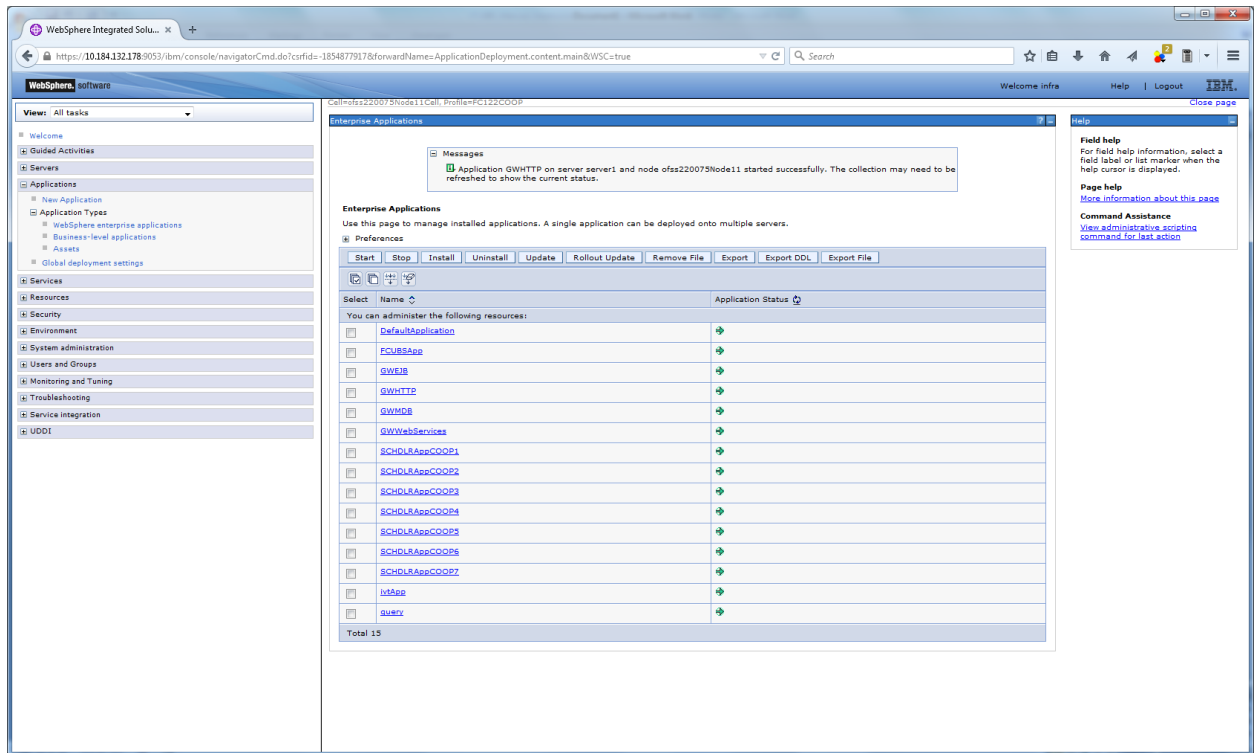 WebSphere Integrated Solu... × +
https://10.184.132.178:9053/ibm/console/navigatorCmd.do?csrfid=-1854877917&forwardName=ApplicationDeployment.content.main&WSC=true
Search
2
WebSphere. software
Welcome infra
Help | Logout
IBM.
View: All tasks
Welcome
Guided Activities
Servers
Applications
New Application
Application Types
WebSphere enterprise applications
Business-level applications
Assets
Global deployment settings
Services
Resources
Security
Environment
System administration
Users and Groups
Monitoring and Tuning
Troubleshooting
Service integration
UDDI
Cell=ofss220075Node11Cell, Profile=FC122COOP
Close page
Enterprise Applications
? –
Messages
Application GWHTTP on server server1 and node ofss220075Node11 started successfully. The collection may need to be
refreshed to show the current status.
Enterprise Applications
Use this page to manage installed applications. A single application can be deployed onto multiple servers.
Preferences
Start Stop Install Uninstall Update Rollout Update Remove File Export Export DDL Export File
Select Name Application Status
You can administer the following resources:
DefaultApplication
FCUBSApp
GWEJB
GWHTTP
GWMDB
GWWebServices
SCHDLRAppCOOP1
SCHDLRAppCOOP2
SCHDLRAppCOOP3
SCHDLRAppCOOP4
SCHDLRAppCOOP5
SCHDLRAppCOOP6
SCHDLRAppCOOP7
ivtApp
query
Total 15
Help
Field help
For field help information, select a
field label or list marker when the
help cursor is displayed.
Page help
More information about this page
Command Assistance
View administrative scripting
command for last action